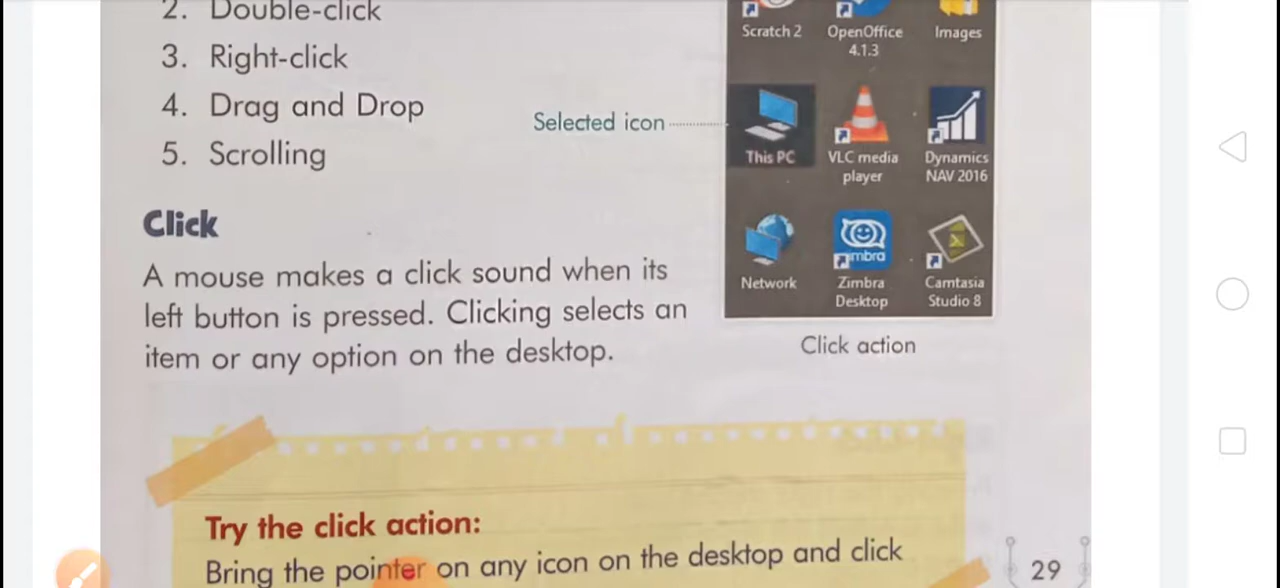 2. Double-click
3. Right-click
4. Drag and Drop
5. Scrolling
Selected icon
Scratch 2
OpenOffice
4.1.3
Images
This PC
VLC media
player
Dynamics
NAV 2016
Network
mbra
Zimbra
Desktop
Camtasia
Studio 8
Click action
Click
A mouse makes a click sound when its
left button is pressed. Clicking selects an
item or any option on the desktop.
Try the click action:
Bring the pointer on any icon on the desktop and click
29